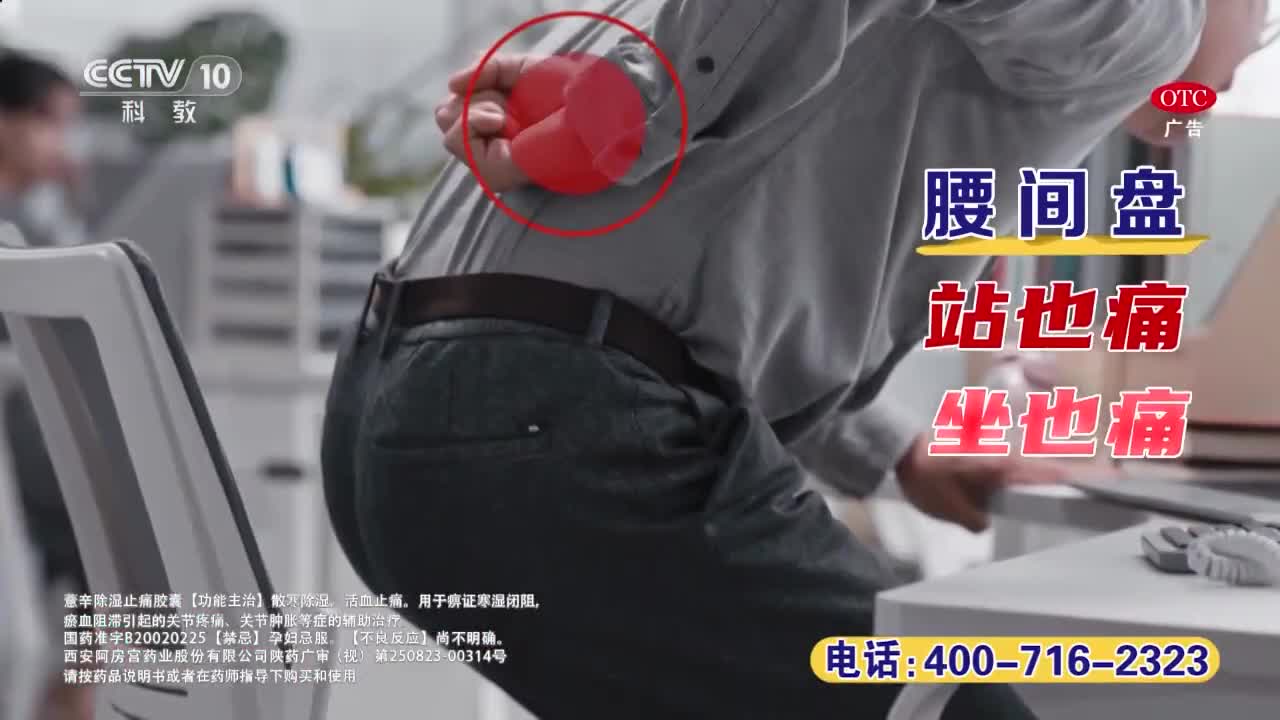 CCTV 10
科教
OTC
广告
腰间盘
站也痛
坐也痛
薏辛除湿止痛胶囊【功能主治】散寒除湿，活血止痛。用于痹证寒湿闭阻，
瘀血阻滞引起的关节疼痛、关节肿胀等症的辅助治疗
国药准字B20020225【禁忌】孕妇忌服。【不良反应】尚不明确。
西安阿房宫药业股份有限公司陕药广审（视）第250823-00314号
请按药品说明书或者在药师指导下购买和使用
电话：400-716-2323